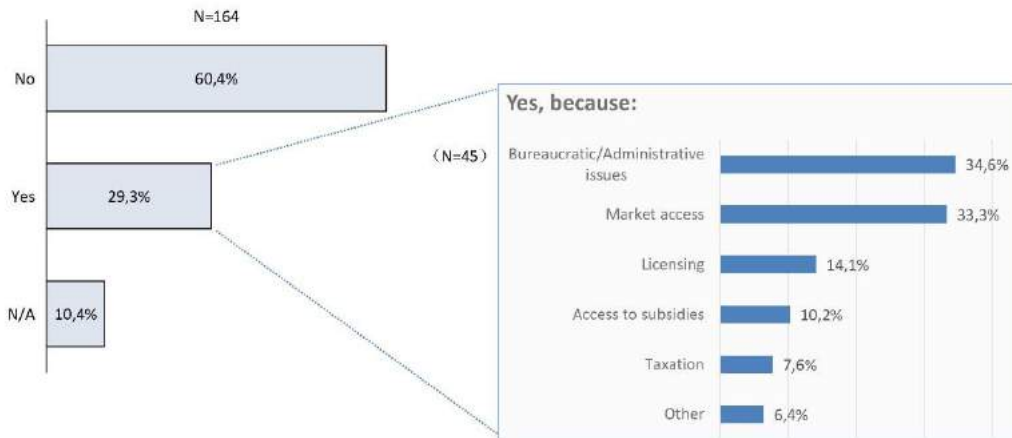 N=164
No
60,4%
Yes
29,3%
N/A
10,4%
（N=45）
Yes, because:
Bureaucratic/Administrative
issues
34,6%
Market access
33,3%
Licensing
14,1%
Access to subsidies
10,2%
Taxation
7,6%
Other
6,4%